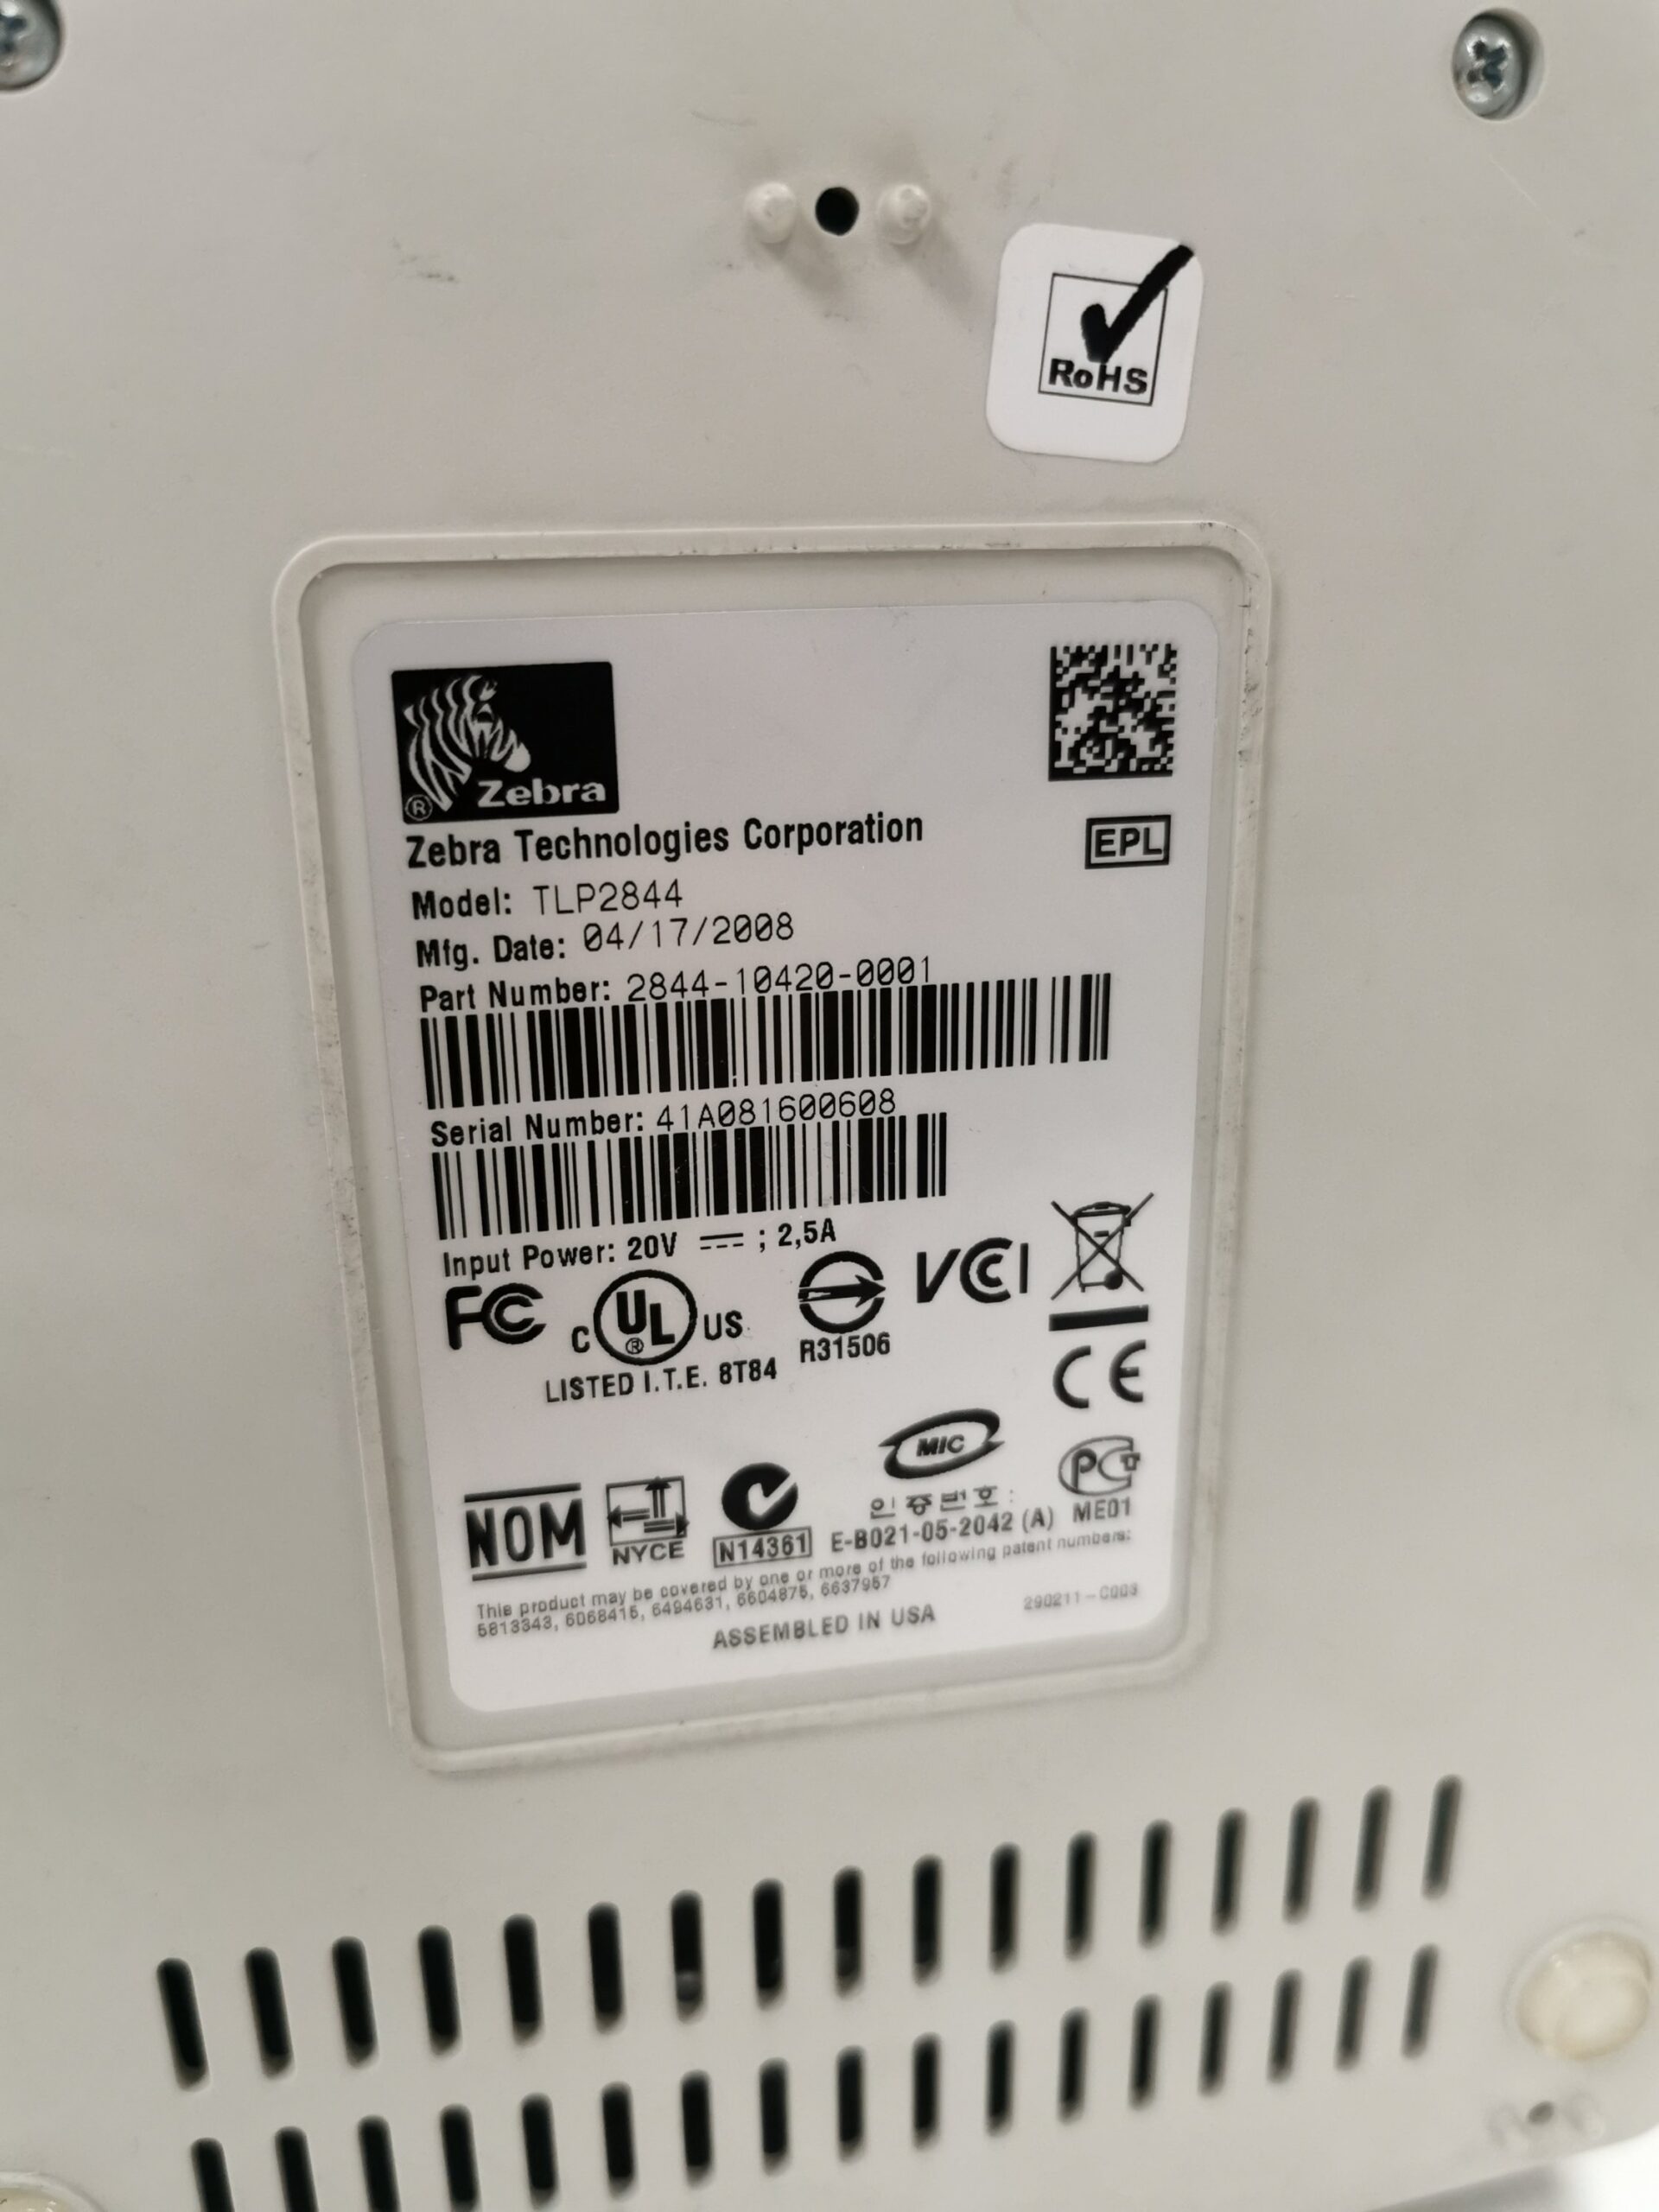 RoHS
Zebra
Zebra Technologies Corporation
EPL
Model: TLP2844
Mfg. Date: 04/17/2008
Part Number: 2844-10420-0001
Serial Number: 41A081600608
Input Power: 20V ; 2,5A
FC
C UL US
LISTED I.T.E. 8T84
R31506
VCI
CE
NOM
NYCE
N14361
MIC
인증번호:
E-B021-05-2042 (A)
PCT
ME01
This product may be covered by one or more of the following patent numbers:
5813343, 6068415, 6494631, 6604875, 6637957
290211-C003
ASSEMBLED IN USA